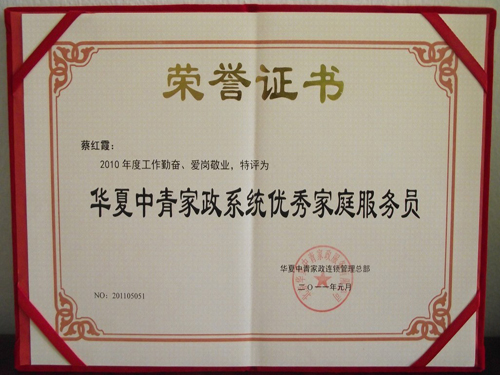 荣誉证书
蔡红霞：
2010年度工作勤奋、爱岗敬业，特评为
华夏中青家政系统优秀家庭服务员
华夏中青家政连锁管理总部
二〇一一年元月
NO：201105051